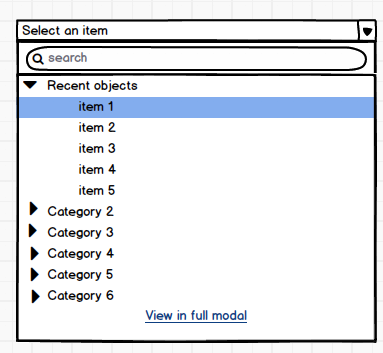 Select an item
search
Recent objects
item 1
item 2
item 3
item 4
item 5
Category 2
Category 3
Category 4
Category 5
Category 6
View in full modal